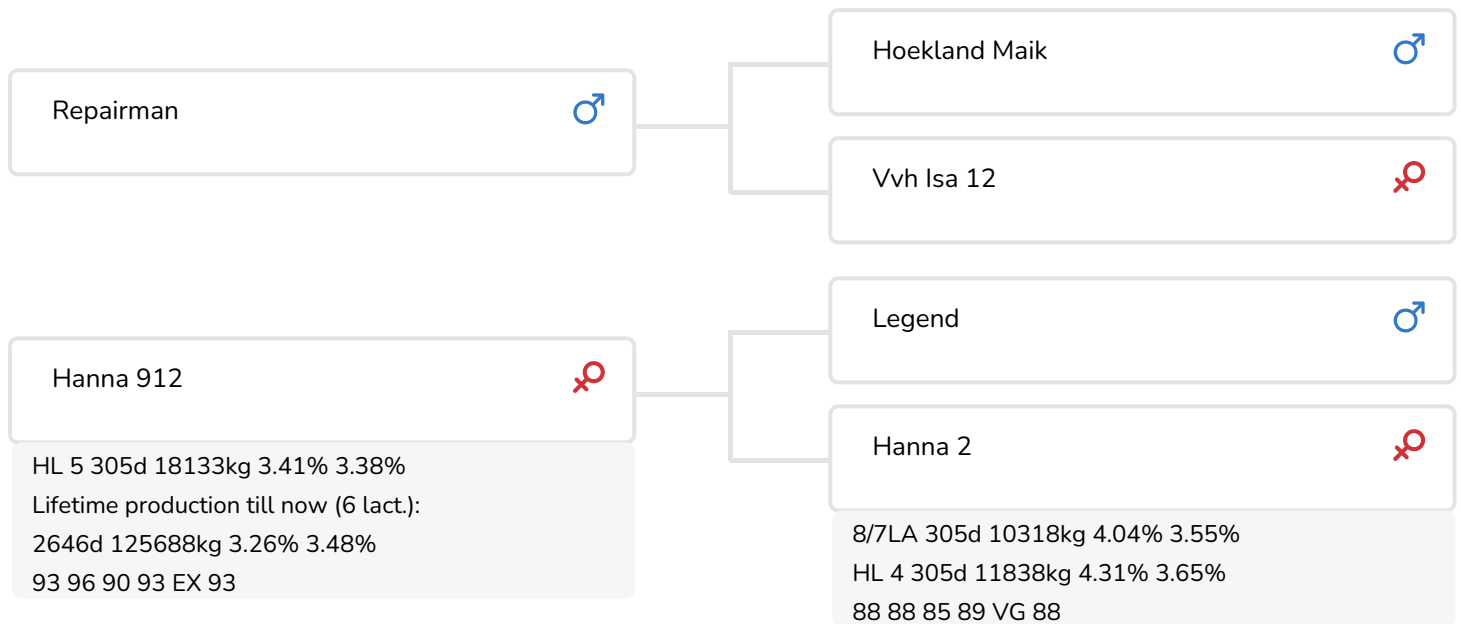 Repairman
Hoekland Maik
Vvh Isa 12
Hanna 912
HL 5 305d 18133kg 3.41% 3.38%
Lifetime production till now (6 lact.):
2646d 125688kg 3.26% 3.48%
93 96 90 93 EX 93
Legend
Hanna 2
8/7LA 305d 10318kg 4.04% 3.55%
HL 4 305d 11838kg 4.31% 3.65%
88 88 85 89 VG 88